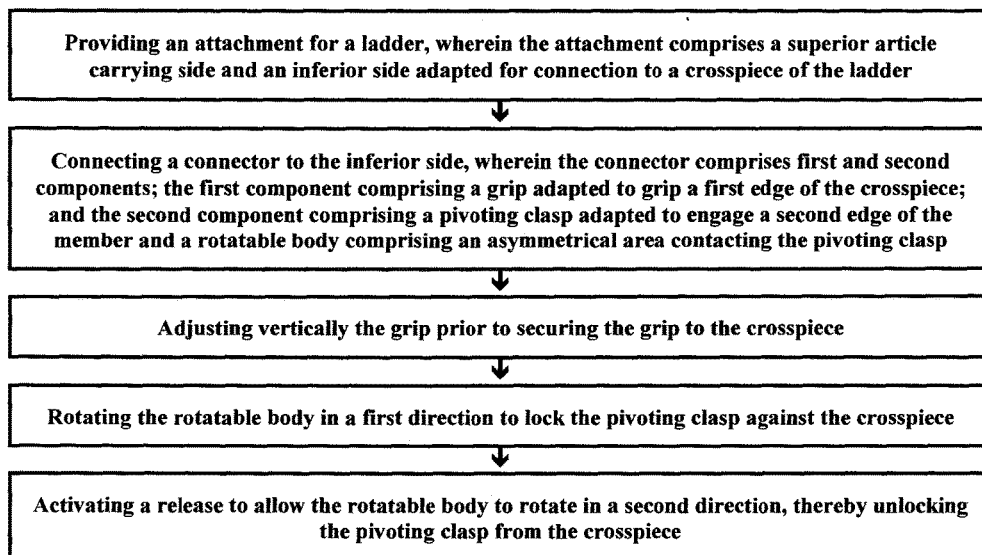 Providing an attachment for a ladder, wherein the attachment comprises a superior article
carrying side and an inferior side adapted for connection to a crosspiece of the ladder
Connecting a connector to the inferior side, wherein the connector comprises first and second
components; the first component comprising a grip adapted to grip a first edge of the crosspiece;
and the second component comprising a pivoting clasp adapted to engage a second edge of the
member and a rotatable body comprising an asymmetrical area contacting the pivoting clasp
Adjusting vertically the grip prior to securing the grip to the crosspiece
Rotating the rotatable body in a first direction to lock the pivoting clasp against the crosspiece
Activating a release to allow the rotatable body to rotate in a second direction, thereby unlocking
the pivoting clasp from the crosspiece